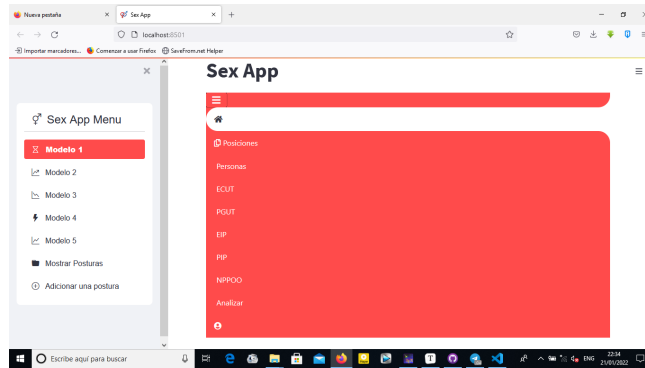 Nueva pestaña
Sex App
localhost:8501
Importar marcadores...
Comenzar a usar Firefox
SaveFrom.net Helper
Sex App
Sex App Menu
Modelo 1
Modelo 2
Modelo 3
Modelo 4
Modelo 5
Mostrar Posturas
Adicionar una postura
Posiciones
Personas
ECUT
PGUT
EIP
PIP
NPPOO
Analizar
Escribe aquí para buscar
ENG
22:34
21/01/2022